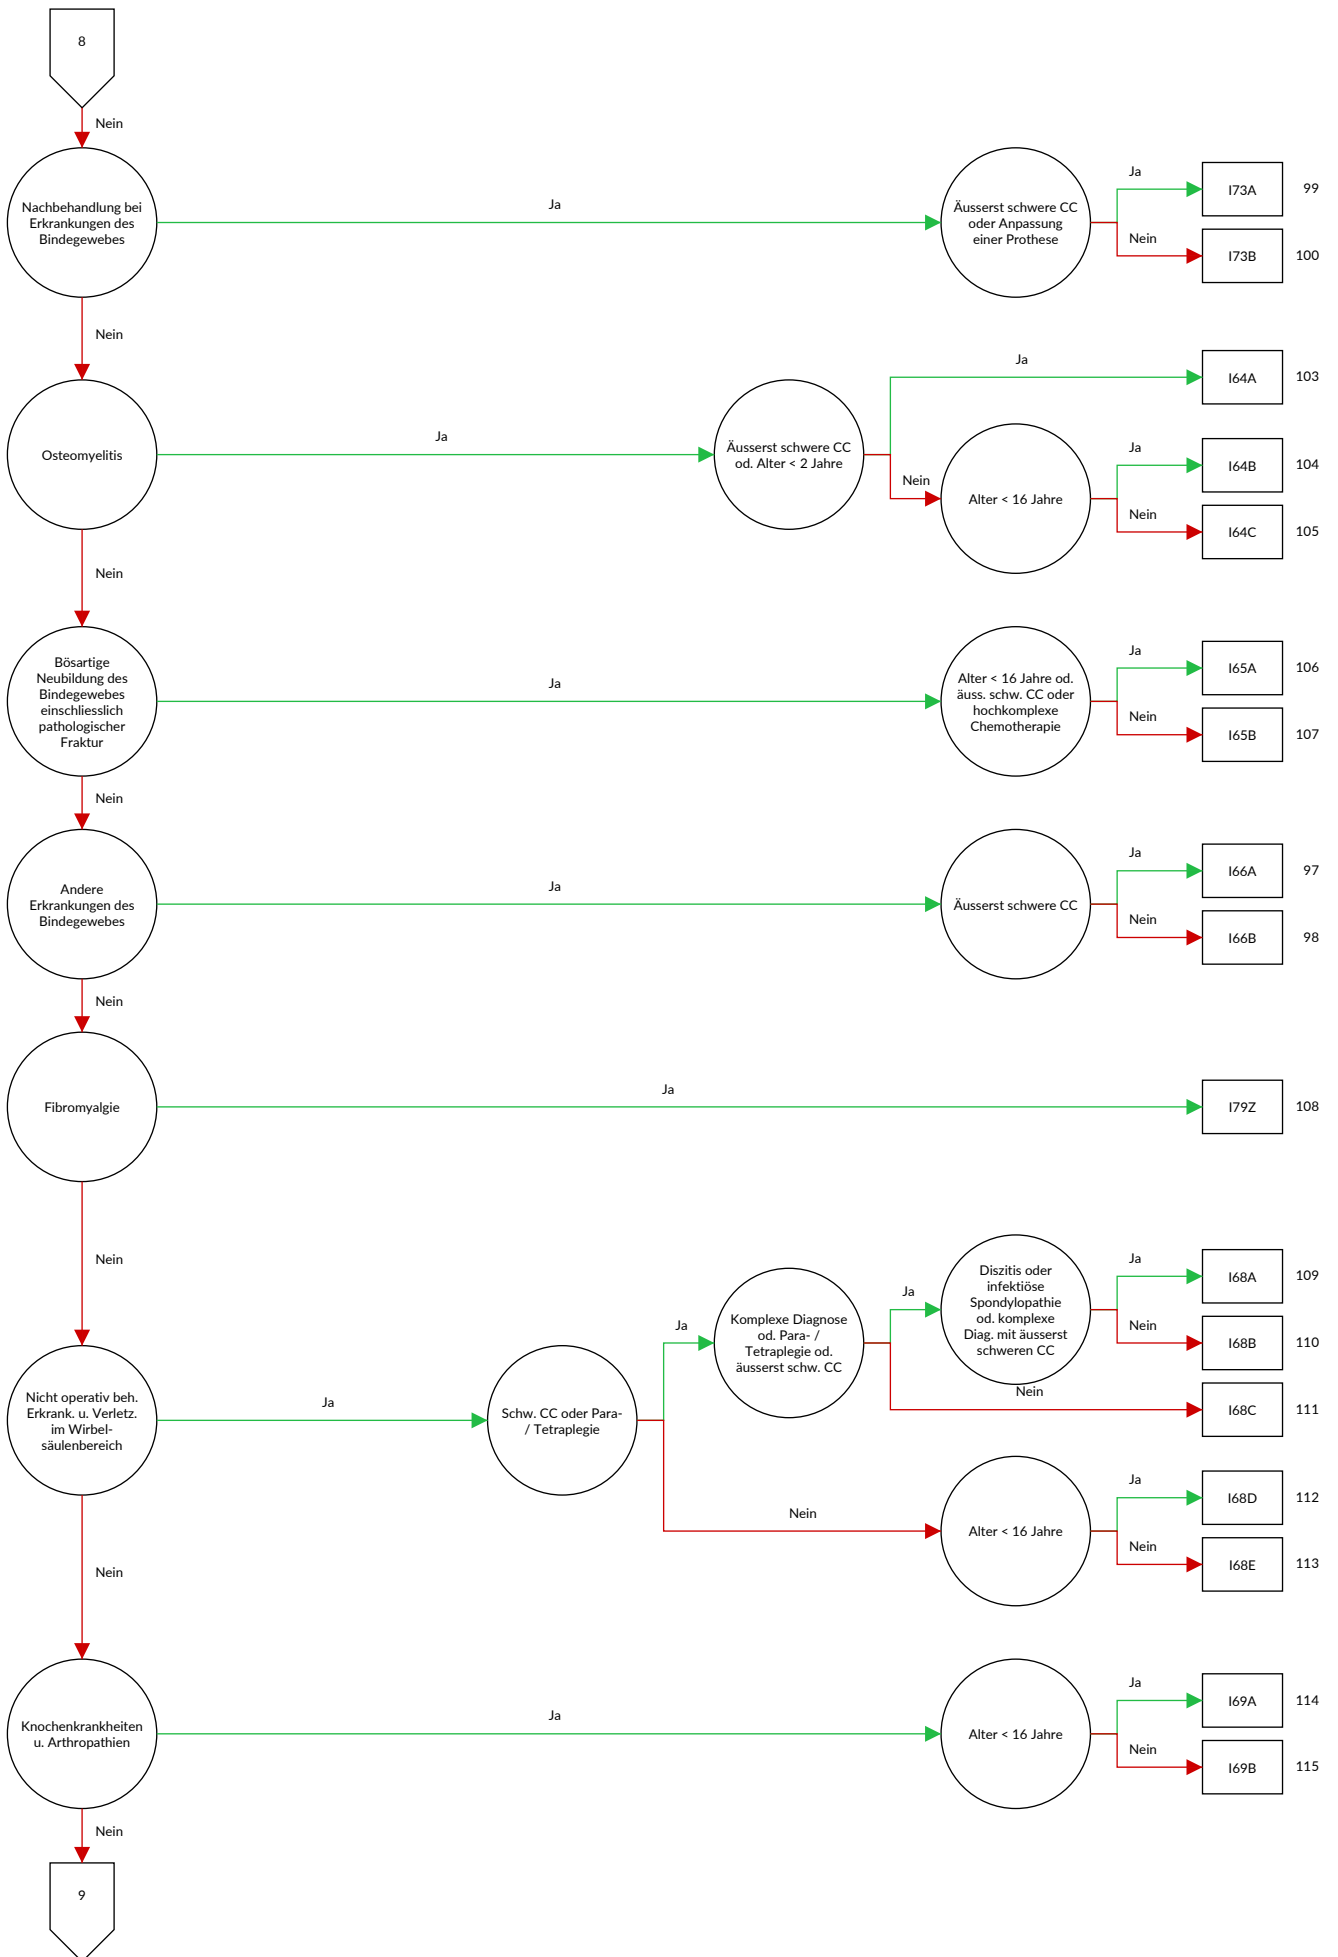 8
Nein
Nachbehandlung bei
Erkrankungen des
Bindegewebes
Ja
Äusserst schwere CC
oder Anpassung
einer Prothese
Ja
I73A
99
Nein
I73B
100
Nein
Osteomyelitis
Ja
Äusserst schwere CC
od. Alter < 2 Jahre
Ja
I64A
103
Nein
Alter < 16 Jahre
Ja
I64B
104
Nein
I64C
105
Nein
Bösartige
Neubildung des
Bindegewebes
einschliesslich
pathologischer
Fraktur
Ja
Alter < 16 Jahre od.
äuss. schw. CC oder
hochkomplexe
Chemotherapie
Ja
I65A
106
Nein
I65B
107
Nein
Andere
Erkrankungen des
Bindegewebes
Ja
Äusserst schwere CC
Ja
I66A
97
Nein
I66B
98
Nein
Fibromyalgie
Ja
I79Z
108
Nein
Nicht operativ beh.
Erkrank. u. Verletz.
im Wirbel-
säulenbereich
Ja
Schw. CC oder Para-
/ Tetraplegie
Ja
Komplexe Diagnose
od. Para- /
Tetraplegie od.
äusserst schw. CC
Ja
Diszitis oder
infektiöse
Spondylopathie
od. komplexe
Diag. mit äusserst
schweren CC
Ja
I68A
109
Nein
I68B
110
Nein
I68C
111
Nein
Alter < 16 Jahre
Ja
I68D
112
Nein
I68E
113
Nein
Knochenkrankheiten
u. Arthropathien
Ja
Alter < 16 Jahre
Ja
I69A
114
Nein
I69B
115
Nein
9